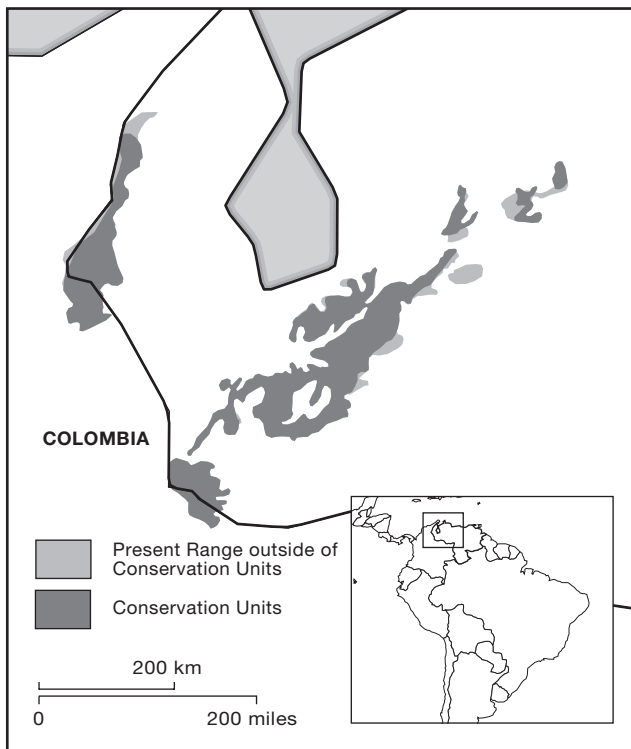 COLOMBIA
Present Range outside of
Conservation Units
Conservation Units
200 km
0
200 miles